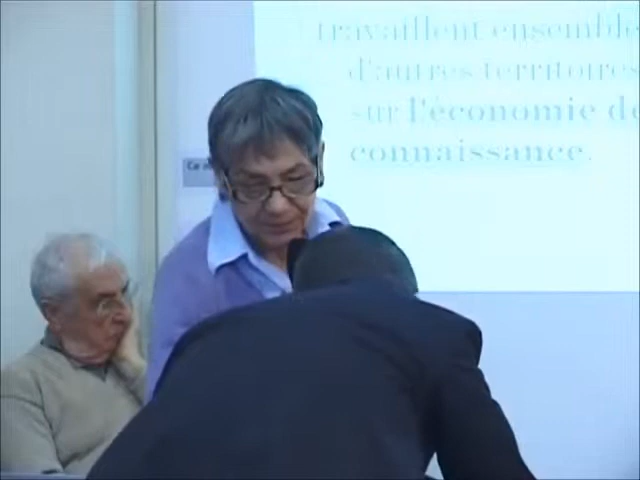 travaillent ensemble
d'autres territoires
sur l'économie de
connaissance.